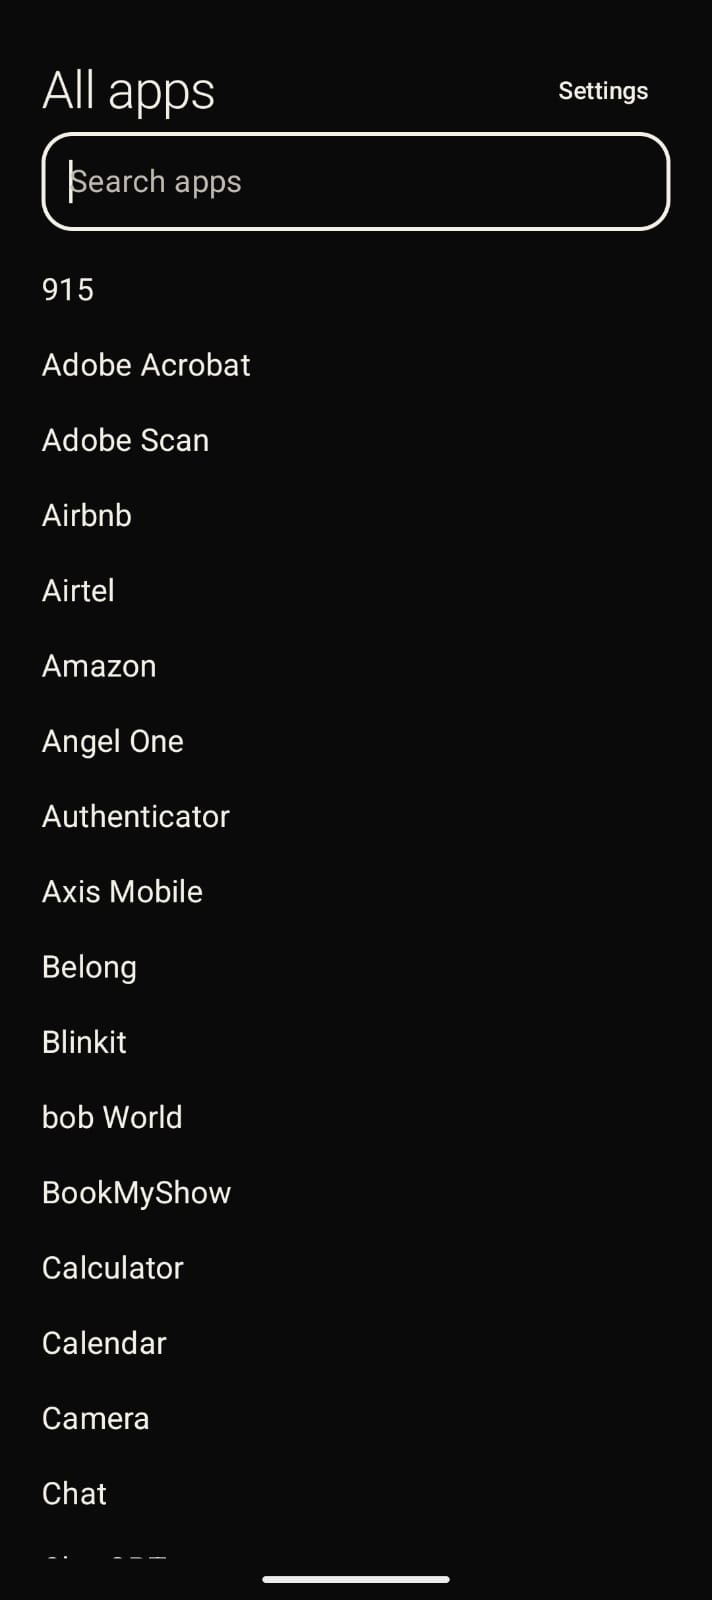 All apps
Settings
Search apps
915
Adobe Acrobat
Adobe Scan
Airbnb
Airtel
Amazon
Angel One
Authenticator
Axis Mobile
Belong
Blinkit
bob World
BookMyShow
Calculator
Calendar
Camera
Chat